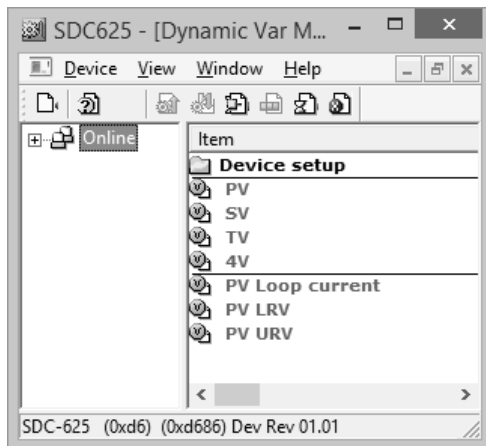 SDC625 - [Dynamic Var M...
Device View Window Help
Online
Item
Device setup
PV
SV
TV
4V
PV Loop current
PV LRV
PV URV
SDC-625 (0xd6) (0xd686) Dev Rev 01.01